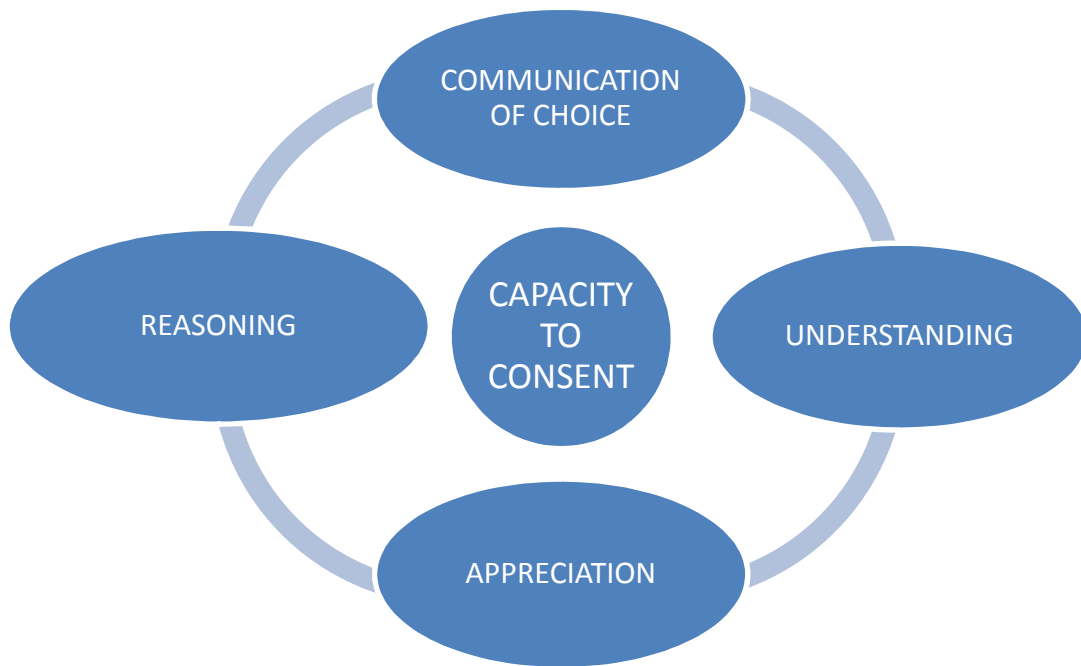 COMMUNICATION
OF CHOICE
REASONING
CAPACITY
TO
CONSENT
UNDERSTANDING
APPRECIATION